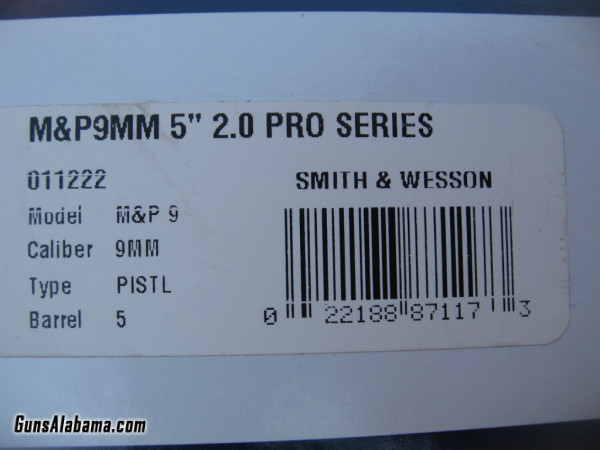 M&P9MM 5" 2.0 PRO SERIES
011222
SMITH & WESSON
Model M&P 9
Caliber 9MM
Type PISTL
Barrel 5
0 22188 87117 3
GunsAlabama.com